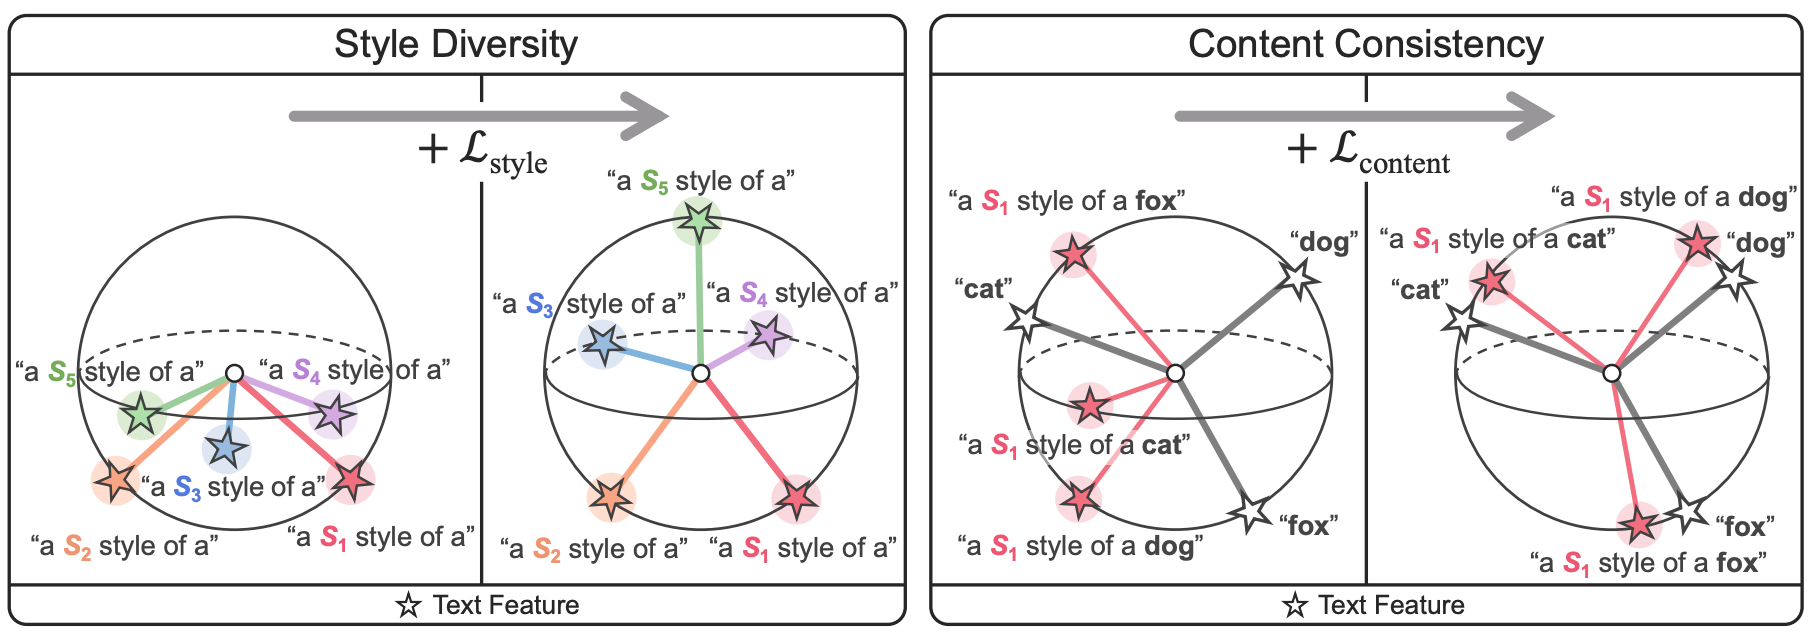 Style Diversity
+ ℒstyle
“a S5 style of a”
“a S4 style of a”
“a S3 style of a”
“a S2 style of a”
“a S1 style of a”
“a S5 style of a”
“a S3 style of a”
“a S4 style of a”
“a S2 style of a”
“a S1 style of a”
☆ Text Feature
Content Consistency
+ ℒcontent
“a S1 style of a fox”
“dog”
“cat”
“a S1 style of a cat”
“a S1 style of a dog”
“fox”
“a S1 style of a dog”
“a S1 style of a cat”
“dog”
“cat”
“fox”
“a S1 style of a fox”
☆ Text Feature